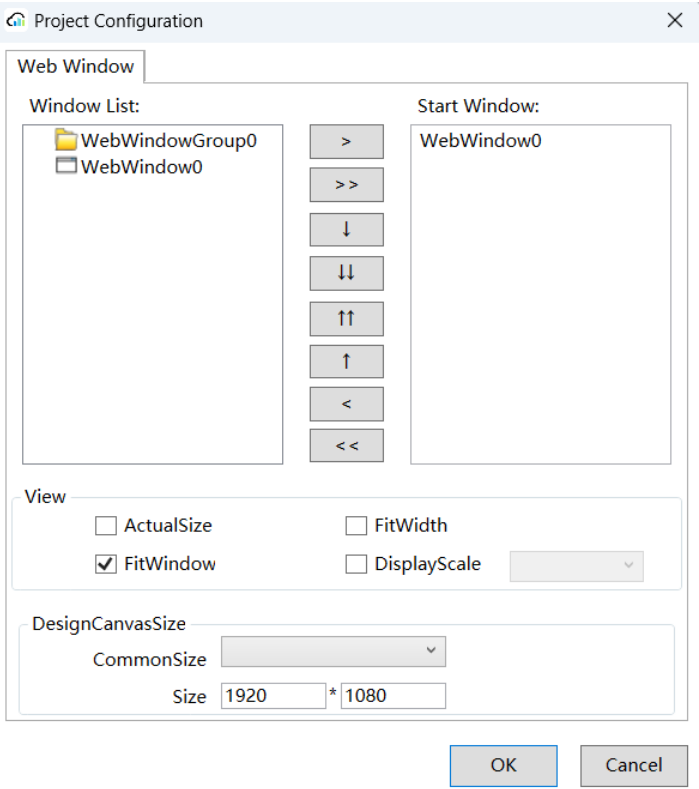 Project Configuration
Web Window
Window List:
Start Window:
WebWindowGroup0
WebWindow0
WebWindow0
>
>>
↓
↓↓
↑↑
↑
<
<<
View
ActualSize
FitWidth
FitWindow
DisplayScale
DesignCanvasSize
CommonSize
Size 1920 * 1080
OK
Cancel